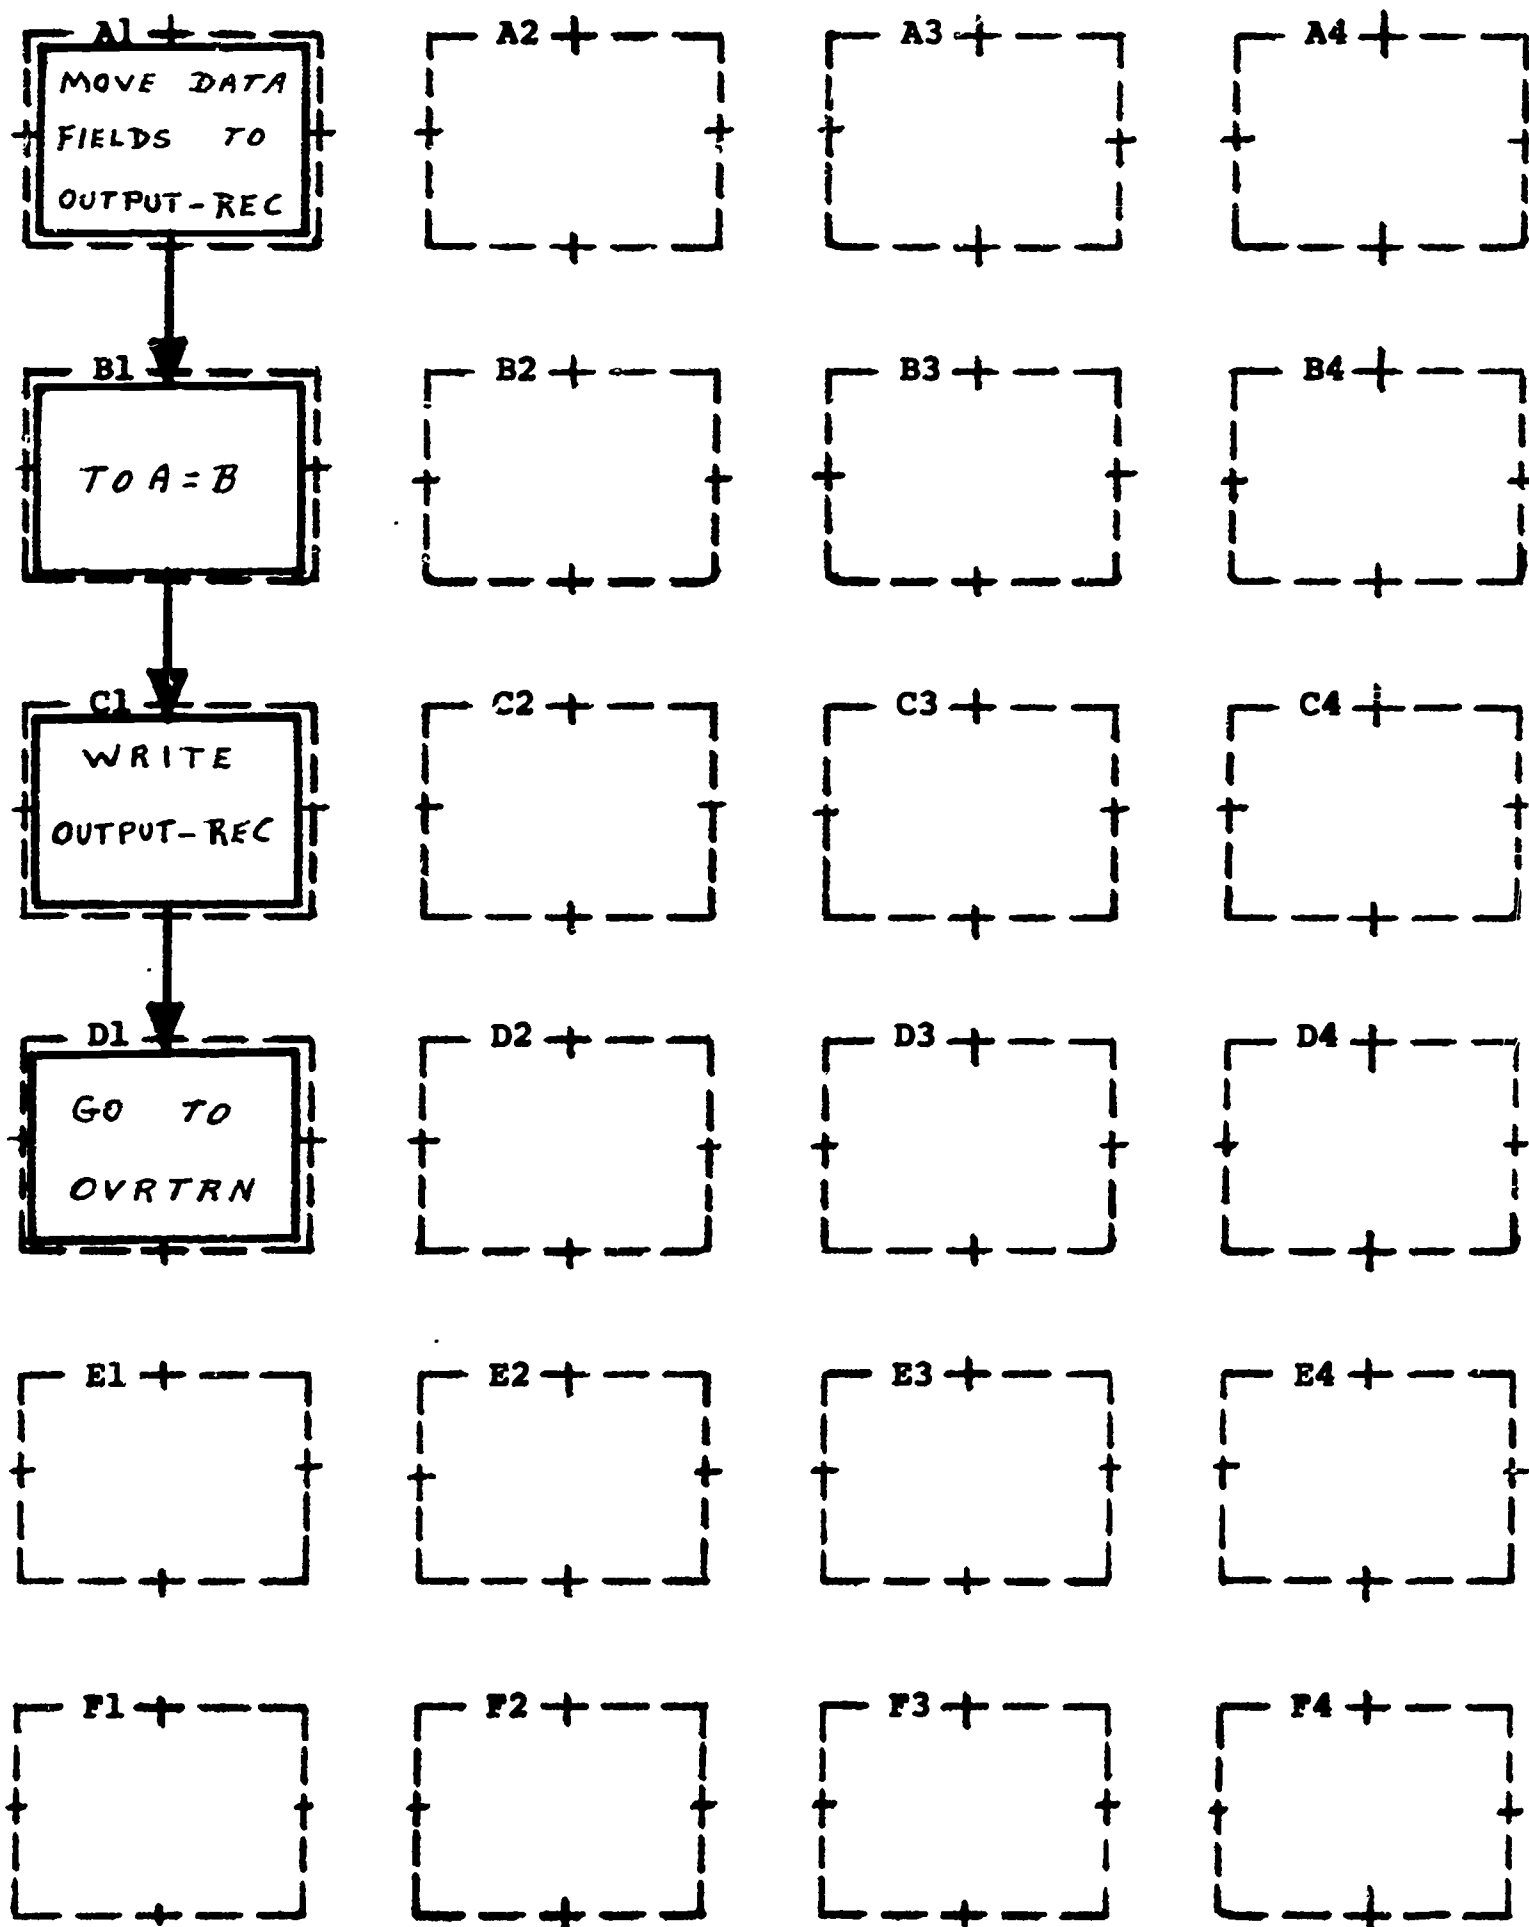 A1 A2 A3 A4
MOVE DATA
FIELDS TO
OUTPUT-REC
B1 B2 B3 B4
TO A=B
C1 C2 C3 C4
WRITE
OUTPUT-REC
D1 D2 D3 D4
GO TO
OVRTRN
E1 E2 E3 E4
F1 F2 F3 F4